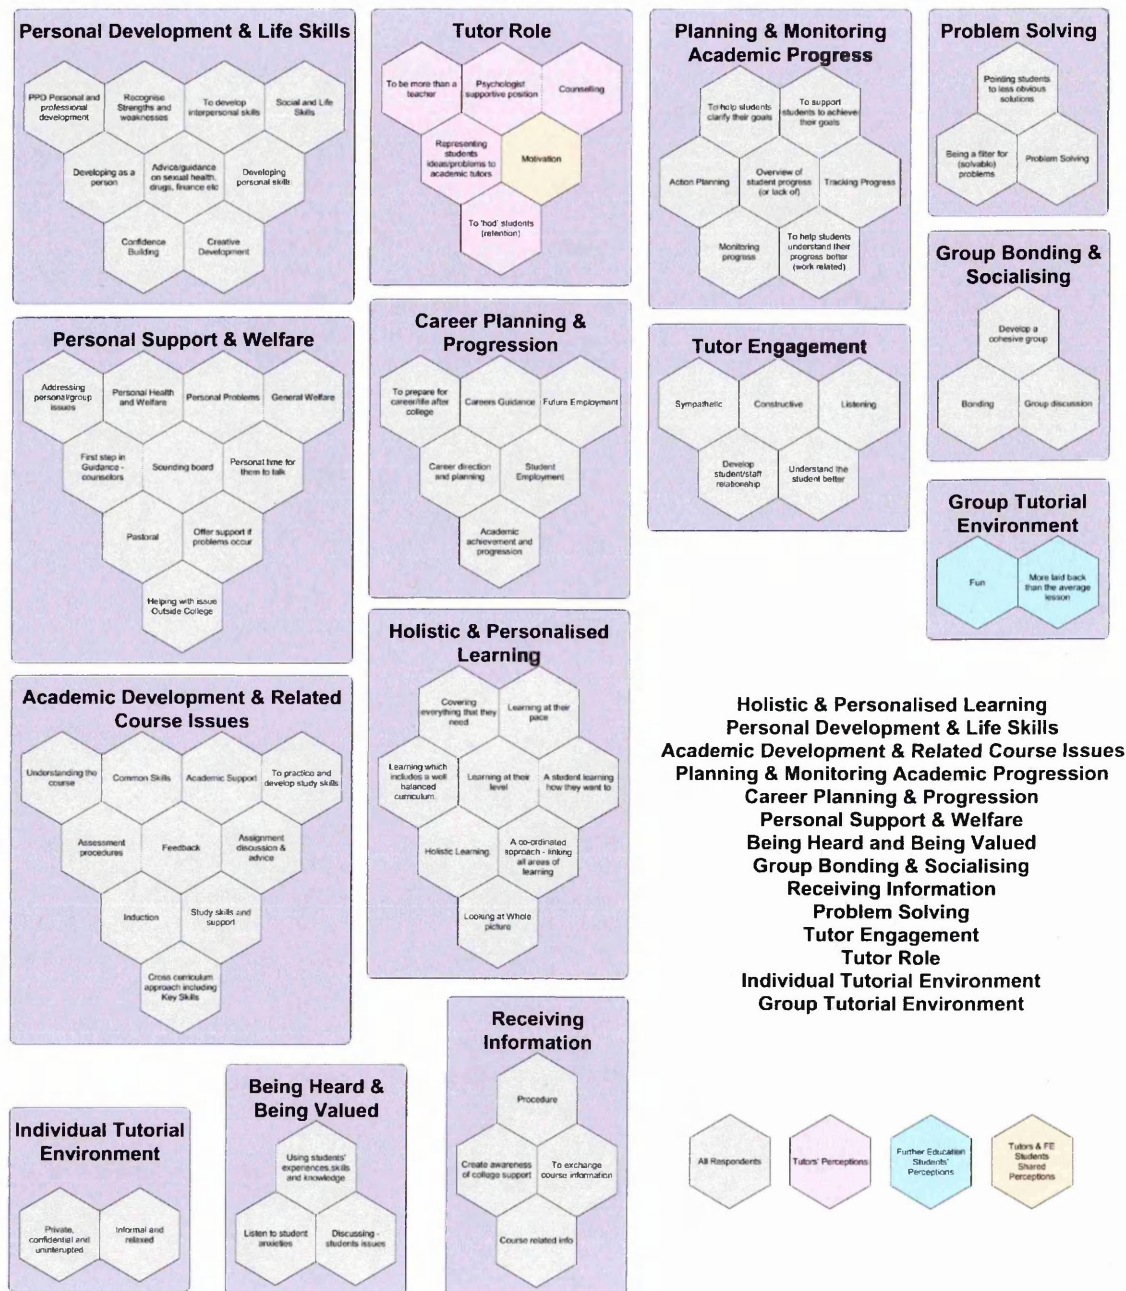 Personal Development & Life Skills
PPD Personal and
professional
development
Recognise
Strengths and
weaknesses
To develop
interpersonal skills
Social and Life
Skills
Developing as a
person
Advice/guidance
on sexual health,
drugs, finance etc
Developing
personal skills
Confidence
Building
Creative
Development
Tutor Role
To be more than a
teacher
Psychologist
supportive position
Counselling
Representing
students
ideas/problems to
academic tutors
Motivation
To 'hod' students
(retention)
Planning & Monitoring
Academic Progress
To help students
clarify their goals
To support
students to achieve
their goals
Action Planning
Overview of
student progress
(or lack of)
Tracking Progress
Monitoring
progress
To help students
understand their
progress better
(work related)
Problem Solving
Pointing students
to less obvious
solutions
Being a filter for
(solvable)
problems
Problem Solving
Group Bonding &
Socialising
Develop a
cohesive group
Bonding
Group discussion
Personal Support & Welfare
Addressing
personal/group
issues
Personal Health
and Welfare
Personal Problems
General Welfare
First step in
Guidance -
counselors
Sounding board
Personal time for
them to talk
Pastoral
Offer support if
problems occur
Helping with issue
Outside College
Career Planning &
Progression
To prepare for
career/life after
college
Careers Guidance
Future Employment
Career direction
and planning
Student
Employment
Academic
achievement and
progression
Tutor Engagement
Sympathetic
Constructive
Listening
Develop
student/staff
relationship
Understand the
student better
Group Tutorial
Environment
Fun
More laid back
than the average
lesson
Academic Development & Related
Course Issues
Understanding the
course
Common Skills
Academic Support
To practice and
develop study skills
Assessment
procedures
Feedback
Assignment
discussion &
advice
Induction
Study skills and
support
Cross curriculum
approach including
Key Skills
Holistic & Personalised
Learning
Covering
everything that they
need
Learning at their
pace
Learning which
includes a well
balanced
curriculum.
Learning at their
level
A student learning
how they want to
Holistic Learning.
A co-ordinated
approach - linking
all areas of
learning
Looking at Whole
picture
Holistic & Personalised Learning
Personal Development & Life Skills
Academic Development & Related Course Issues
Planning & Monitoring Academic Progression
Career Planning & Progression
Personal Support & Welfare
Being Heard and Being Valued
Group Bonding & Socialising
Receiving Information
Problem Solving
Tutor Engagement
Tutor Role
Individual Tutorial Environment
Group Tutorial Environment
Individual Tutorial
Environment
Private,
confidential and
uninterupted
Informal and
relaxed
Being Heard &
Being Valued
Using students'
experiences,skills
and knowledge
Listen to student
anxieties
Discussing -
students issues
Receiving
Information
Procedure
Create awareness
of college support
To exchange
course information
Course related info
All Respondents
Tutors' Perceptions
Further Education
Students'
Perceptions
Tutors & FE
Students
Shared
Perceptions